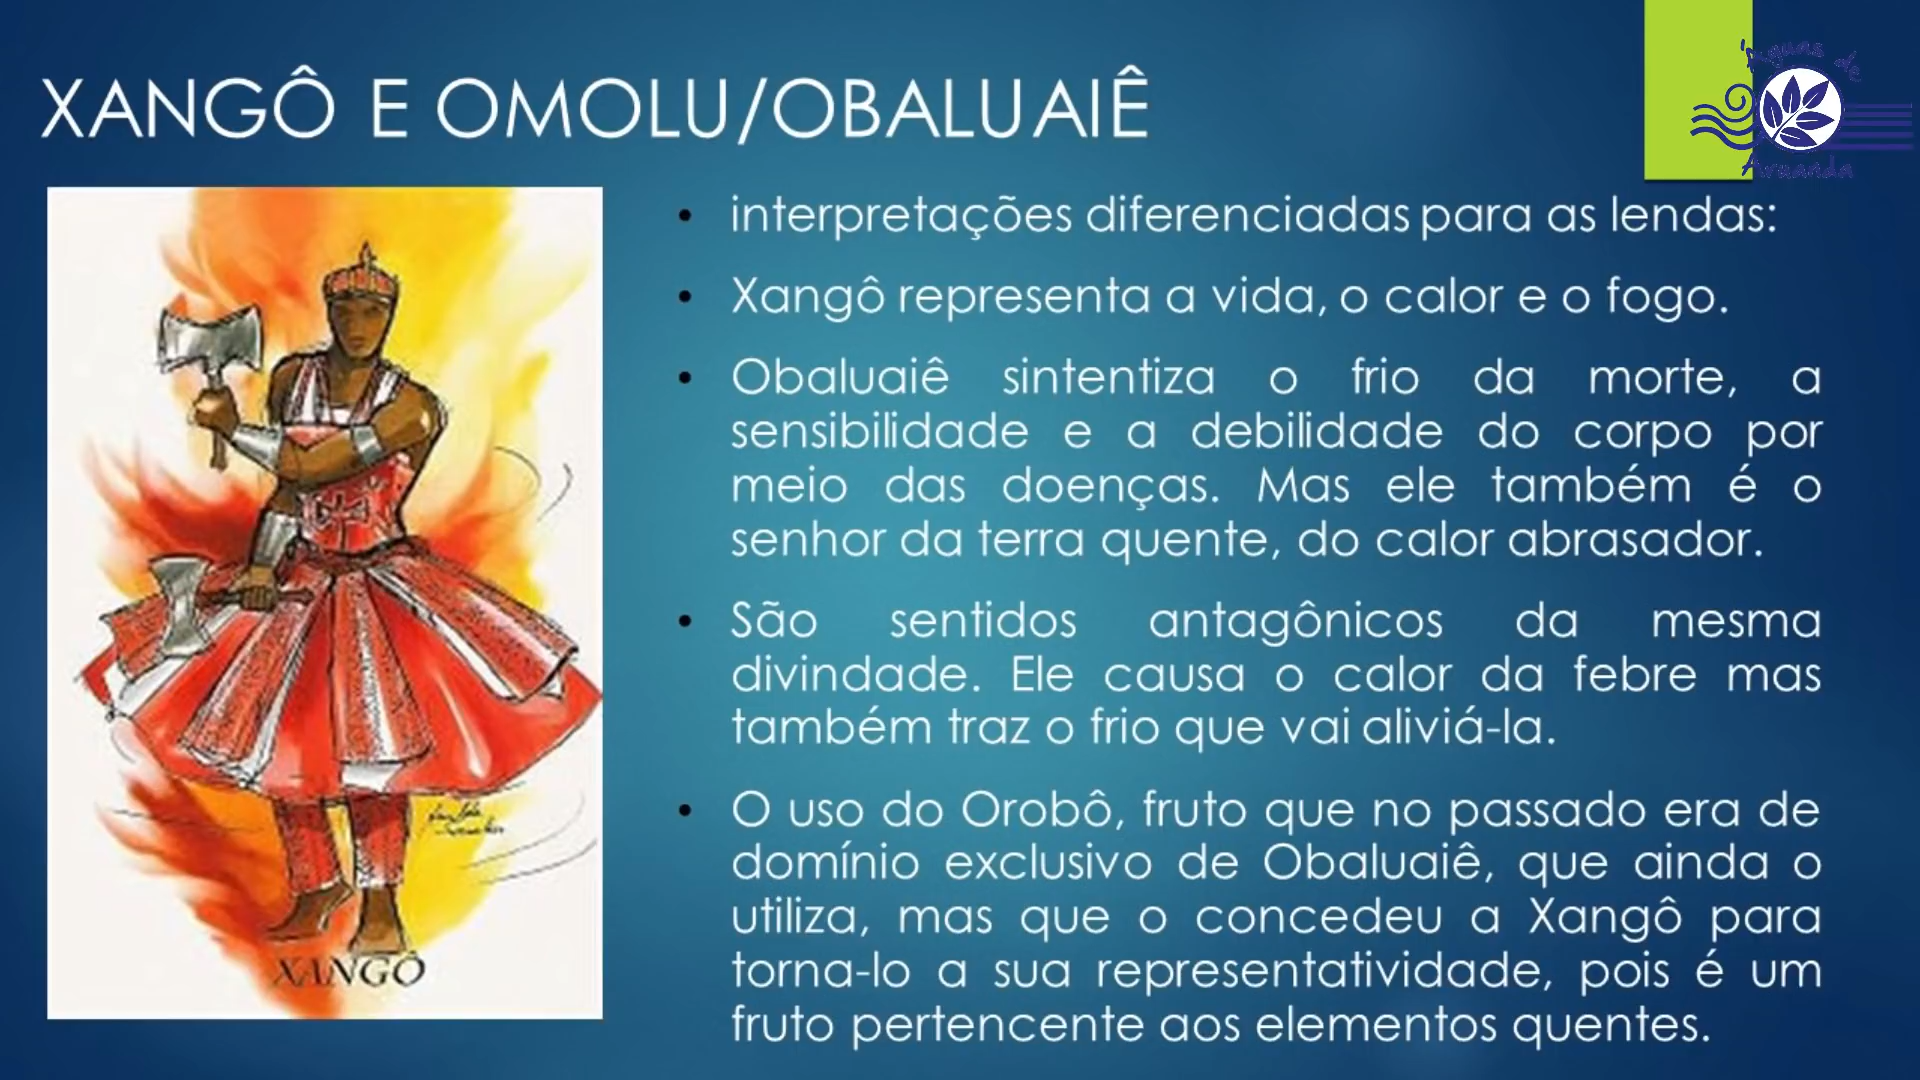 XANGÔ E OMOLU/OBALUAIÊ
Águas de
Aruanda
• interpretações diferenciadas para as lendas:
• Xangô representa a vida, o calor e o fogo.
• Obaluaiê sintentiza o frio da morte, a
sensibilidade e a debilidade do corpo por
meio das doenças. Mas ele também é o
senhor da terra quente, do calor abrasador.
• São sentidos antagônicos da mesma
divindade. Ele causa o calor da febre mas
também traz o frio que vai aliviá-la.
• O uso do Orobô, fruto que no passado era de
domínio exclusivo de Obaluaiê, que ainda o
utiliza, mas que o concedeu a Xangô para
torna-lo a sua representatividade, pois é um
fruto pertencente aos elementos quentes.
XANGÔ